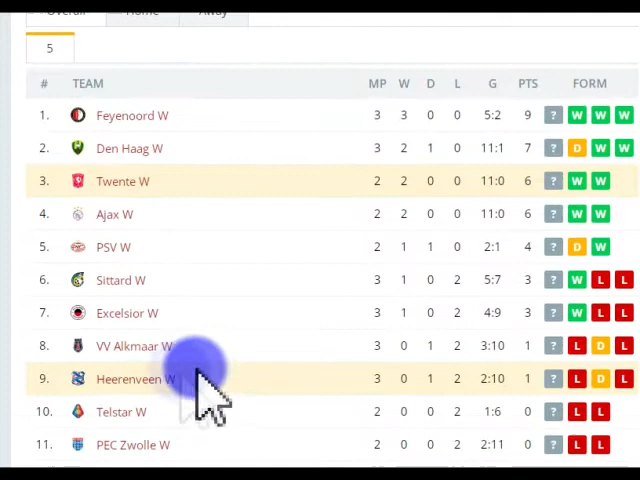 Overall Home Away
5
# TEAM MP W D L G PTS FORM
1. Feyenoord W 3 3 0 0 5:2 9 ? W W W
2. Den Haag W 3 2 1 0 11:1 7 ? D W W
3. Twente W 2 2 0 0 11:0 6 ? W W
4. Ajax W 2 2 0 0 11:0 6 ? W W
5. PSV W 2 1 1 0 2:1 4 ? D W
6. Sittard W 3 1 0 2 5:7 3 ? W L L
7. Excelsior W 3 1 0 2 4:9 3 ? W L L
8. VV Alkmaar W 3 0 1 2 3:10 1 ? L D L
9. Heerenveen W 3 0 1 2 2:10 1 ? L D L
10. Telstar W 2 0 0 2 1:6 0 ? L L
11. PEC Zwolle W 2 0 0 2 2:11 0 ? L L